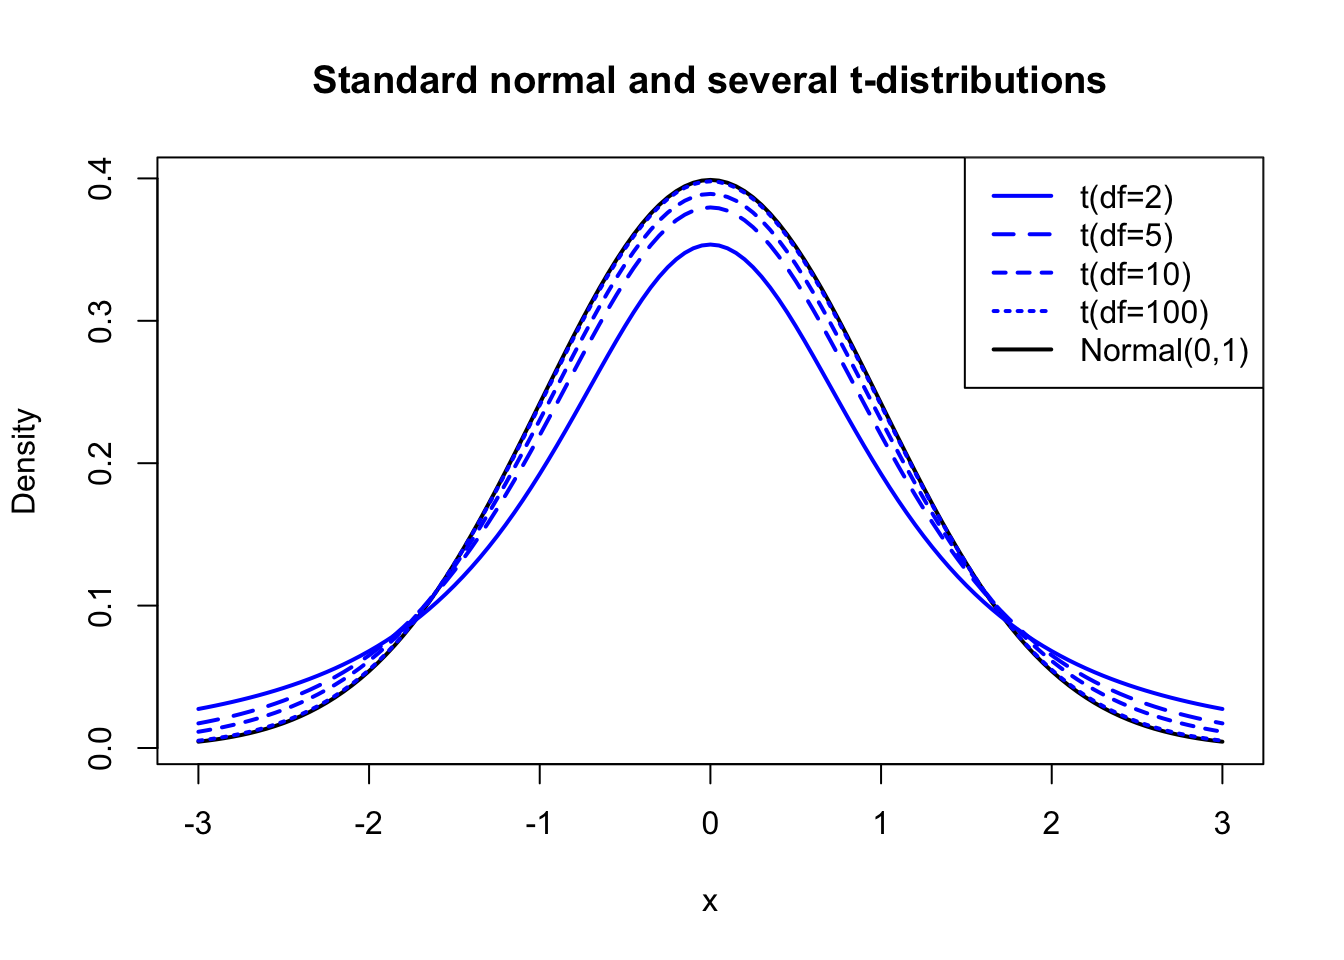 Standard normal and several t-distributions
t(df=2)
t(df=5)
t(df=10)
t(df=100)
Normal(0,1)
Density
0.4
0.3
0.2
0.1
0.0
-3 -2 -1 0 1 2 3
x